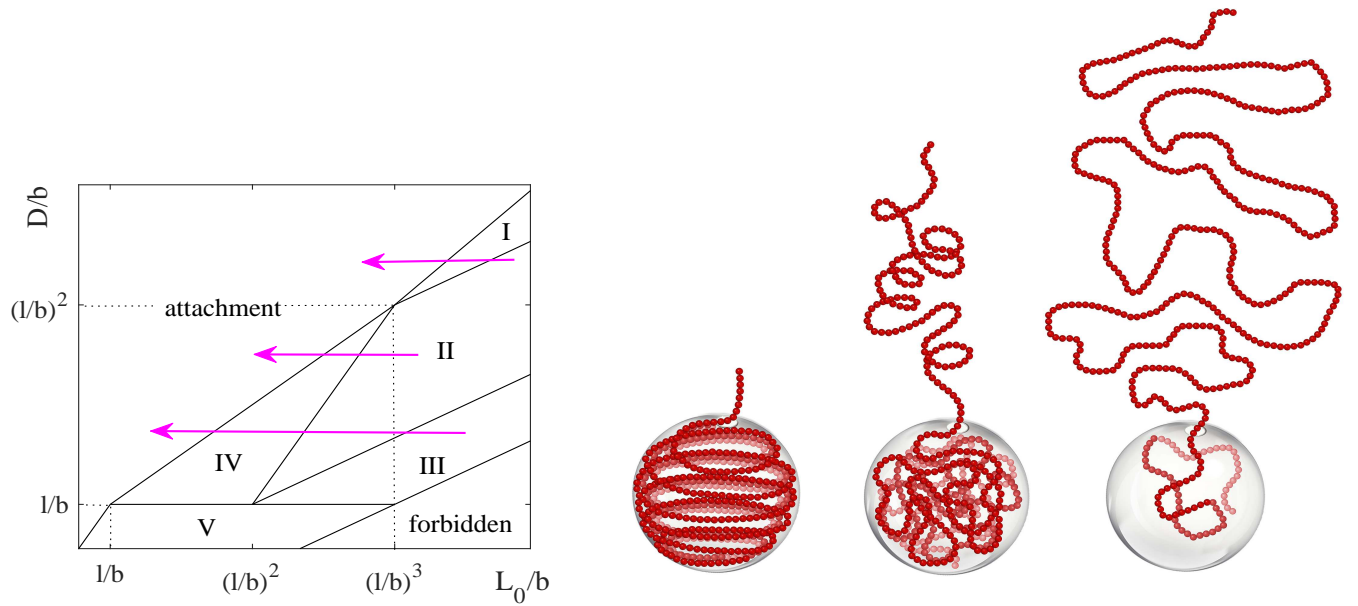 D/b
I
(l/b)²
attachment
II
IV
III
l/b
V
forbidden
l/b
(l/b)²
(l/b)³
L₀/b